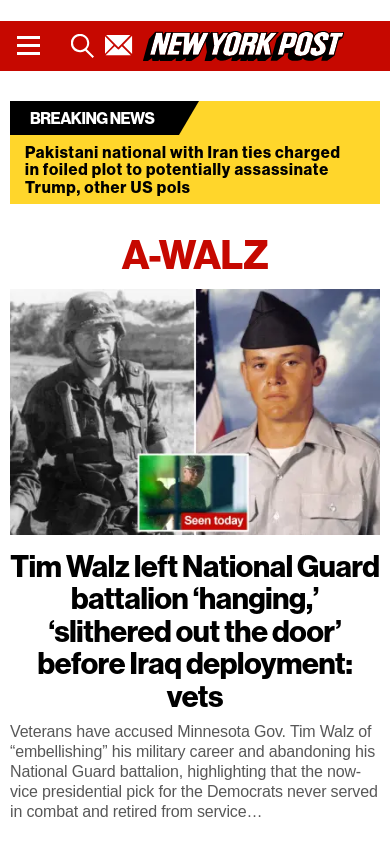 NEW YORK POST
BREAKING NEWS
Pakistani national with Iran ties charged
in foiled plot to potentially assassinate
Trump, other US pols
A-WALZ
Seen today
Tim Walz left National Guard
battalion ‘hanging,’
‘slithered out the door’
before Iraq deployment:
vets
Veterans have accused Minnesota Gov. Tim Walz of
“embellishing” his military career and abandoning his
National Guard battalion, highlighting that the now-
vice presidential pick for the Democrats never served
in combat and retired from service…